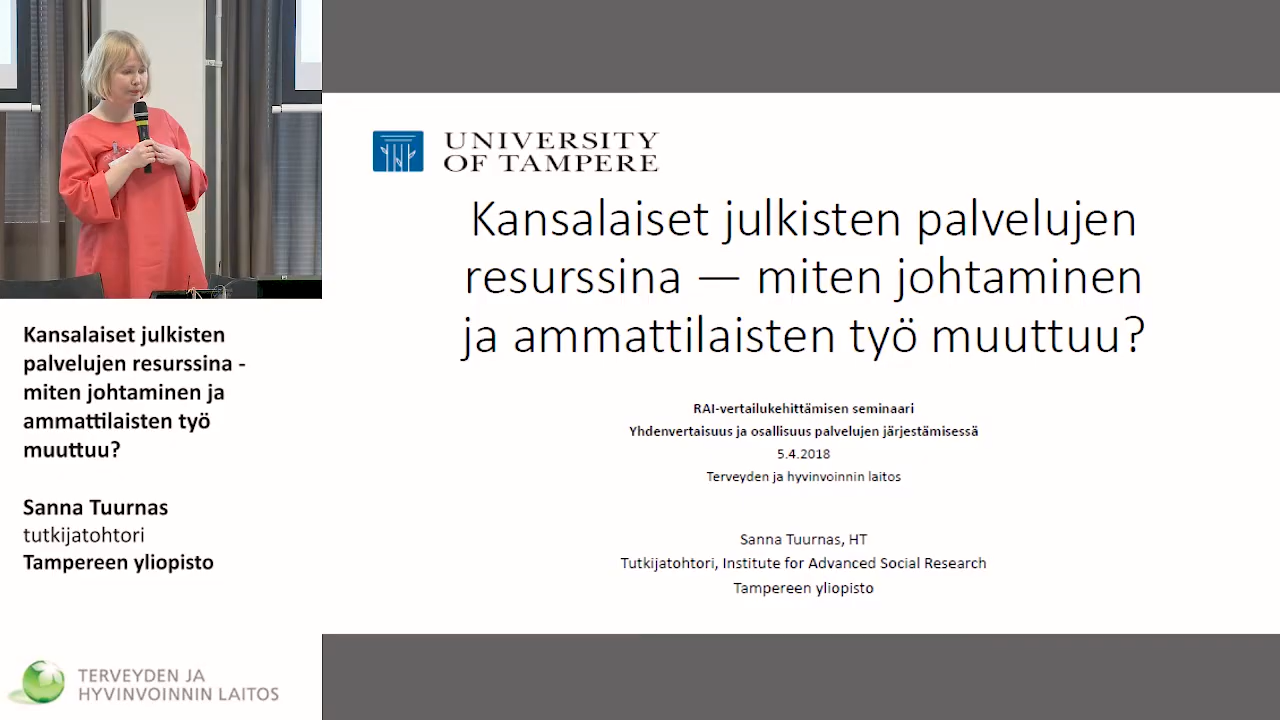 Kansalaiset julkisten
palvelujen resurssina -
miten johtaminen ja
ammattilaisten työ
muuttuu?
Sanna Tuurnas
tutkijatohtori
Tampereen yliopisto
TERVEYDEN JA
HYVINVOINNIN LAITOS
UNIVERSITY
OF TAMPERE
Kansalaiset julkisten palvelujen
resurssina — miten johtaminen
ja ammattilaisten työ muuttuu?
RAI-vertailukehittämisen seminaari
Yhdenvertaisuus ja osallisuus palvelujen järjestämisessä
5.4.2018
Terveyden ja hyvinvoinnin laitos
Sanna Tuurnas, HT
Tutkijatohtori, Institute for Advanced Social Research
Tampereen yliopisto